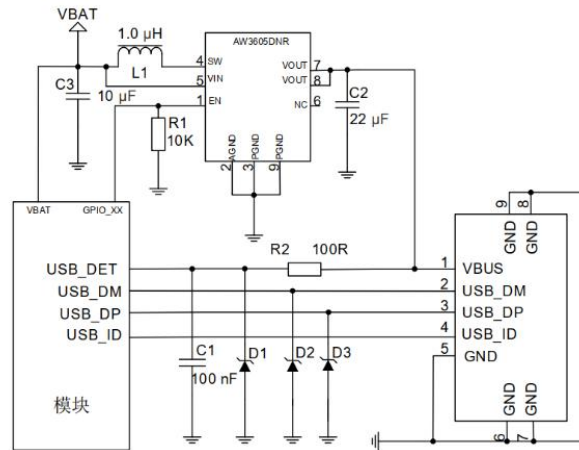 VBAT
1.0 µH
L1
C3
10 µF
AW3605DNR
4 SW
5 VIN
1 EN
VOUT 7
VOUT 8
NC 6
AGND PGND PGND
2 3 9
C2
22 µF
R1
10K
VBAT GPIO_XX
USB_DET
USB_DM
USB_DP
USB_ID
模块
R2 100R
C1
100 nF
D1 D2 D3
9 8
GND GND
1 VBUS
2 USB_DM
3 USB_DP
4 USB_ID
5 GND
GND GND
6 7